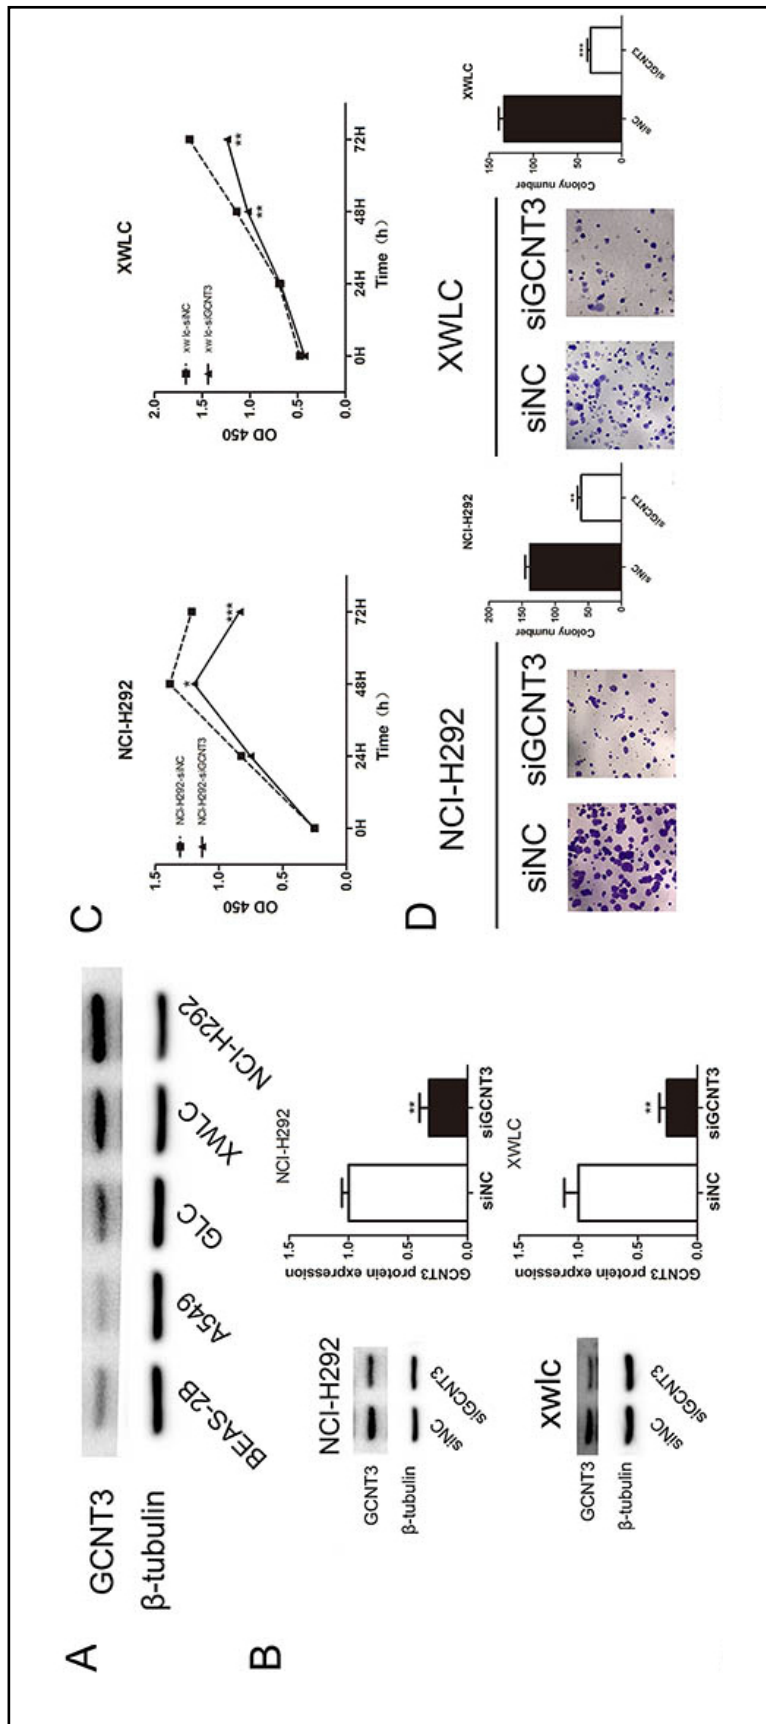 A
GCNT3
β-tubulin
BEAS-2B
A549
GLC
XWLC
NCI-H292
B
NCI-H292
GCNT3
β-tubulin
siNC
siGCNT3
NCI-H292
GCNT3 protein expression
1.5
1.0
0.5
0.0
**
siNC
siGCNT3
xwlc
GCNT3
β-tubulin
siNC
siGCNT3
XWLC
GCNT3 protein expression
1.5
1.0
0.5
0.0
**
siNC
siGCNT3
C
NCI-H292
OD 450
1.5
1.0
0.5
0.0
NCI-H292-siNC
NCI-H292-siGCNT3
*
***
0H
24H
48H
72H
Time (h)
XWLC
OD 450
2.0
1.5
1.0
0.5
0.0
xw lc-siNC
xw lc-siGCNT3
**
**
0H
24H
48H
72H
Time (h)
D
NCI-H292
siNC
siGCNT3
NCI-H292
Colony number
200
150
100
50
0
**
siNC
siGCNT3
XWLC
siNC
siGCNT3
XWLC
Colony number
150
100
50
0
***
siNC
siGCNT3